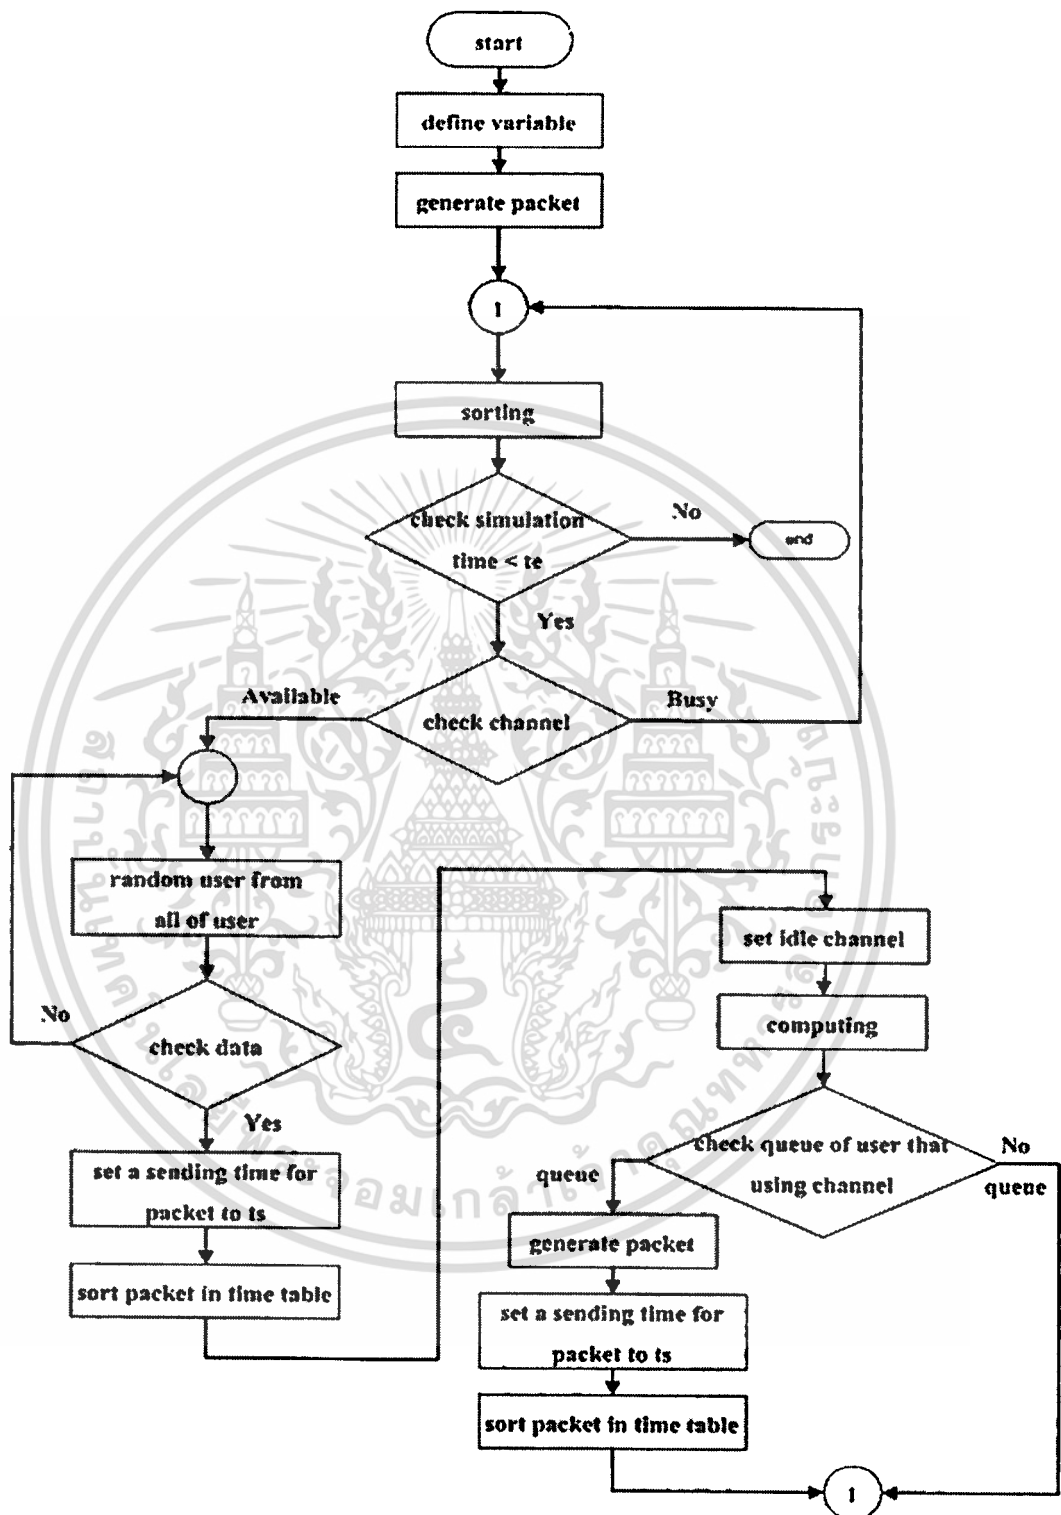 start
define variable
generate packet
1
sorting
check simulation
time < te
No
end
Yes
check channel
Available
Busy
random user from
all of user
No
check data
Yes
set a sending time for
packet to ts
sort packet in time table
set idle channel
computing
check queue of user that
using channel
No
queue
queue
generate packet
set a sending time for
packet to ts
sort packet in time table
1